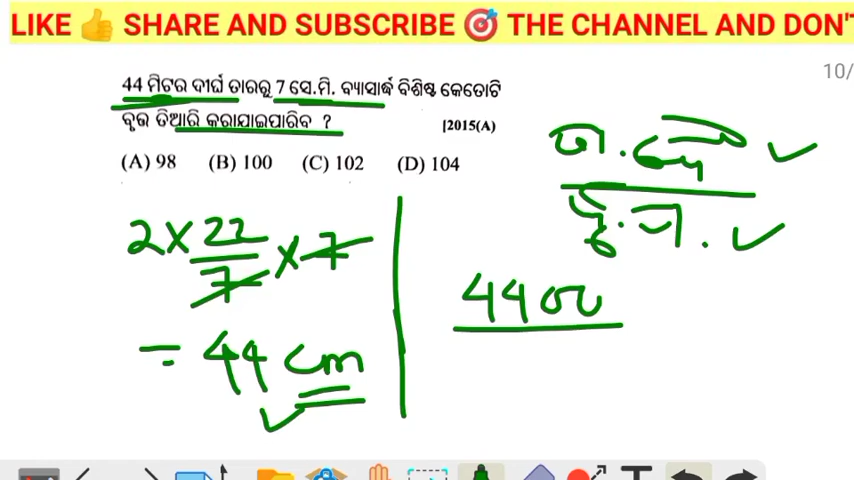 LIKE 👍 SHARE AND SUBSCRIBE 🎯 THE CHANNEL AND DON'T
10/
44 ମିଟର ଦୀର୍ଘ ତାରରୁ 7 ସେ.ମି. ବ୍ୟାସାର୍ଦ୍ଧ ବିଶିଷ୍ଟ କେତୋଟି
ବୃତ୍ତ ତିଆରି କରାଯାଇପାରିବ ?
[2015(A)
(A) 98 (B) 100 (C) 102 (D) 104
2 × 22/7 × 7
= 44 cm
4400